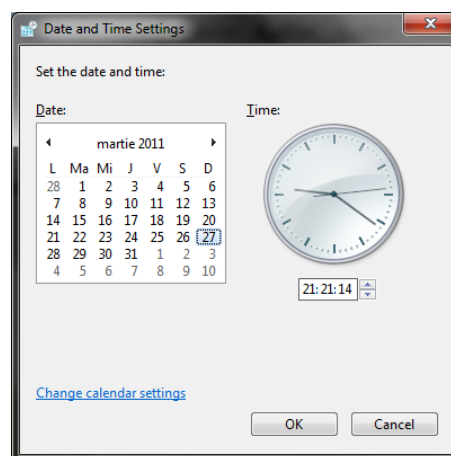 Date and Time Settings
Set the date and time:
Date:
Time:
martie 2011
L Ma Mi J V S D
28 1 2 3 4 5 6
7 8 9 10 11 12 13
14 15 16 17 18 19 20
21 22 23 24 25 26 27
28 29 30 31 1 2 3
4 5 6 7 8 9 10
21:21:14
Change calendar settings
OK
Cancel